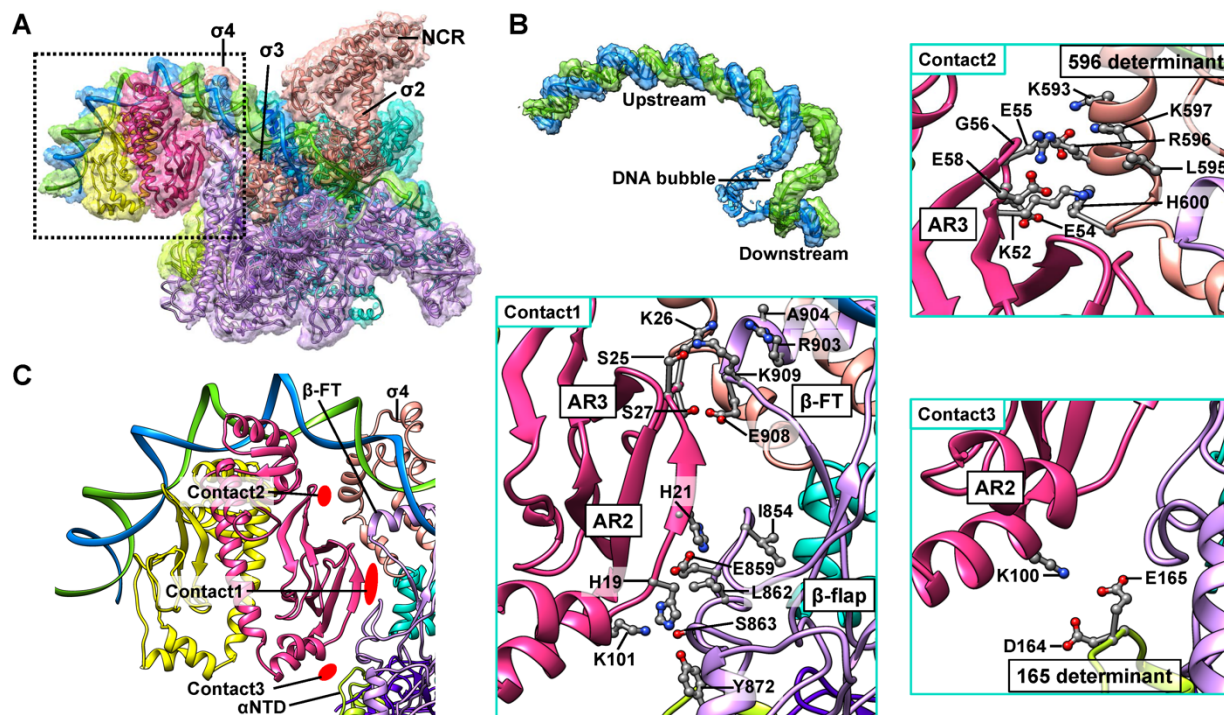 A
σ4
σ3
NCR
σ2
B
Upstream
DNA bubble
Downstream
Contact2
596 determinant
K593
E55
K597
G56
R596
E58
L595
H600
AR3
E54
K52
C
β-FT
σ4
Contact2
Contact1
Contact3
αNTD
Contact1
K26
A904
S25
R903
K909
AR3
β-FT
S27
E908
H21
I854
AR2
E859
H19
L862
β-flap
S863
K101
Y872
Contact3
AR2
K100
E165
D164
165 determinant